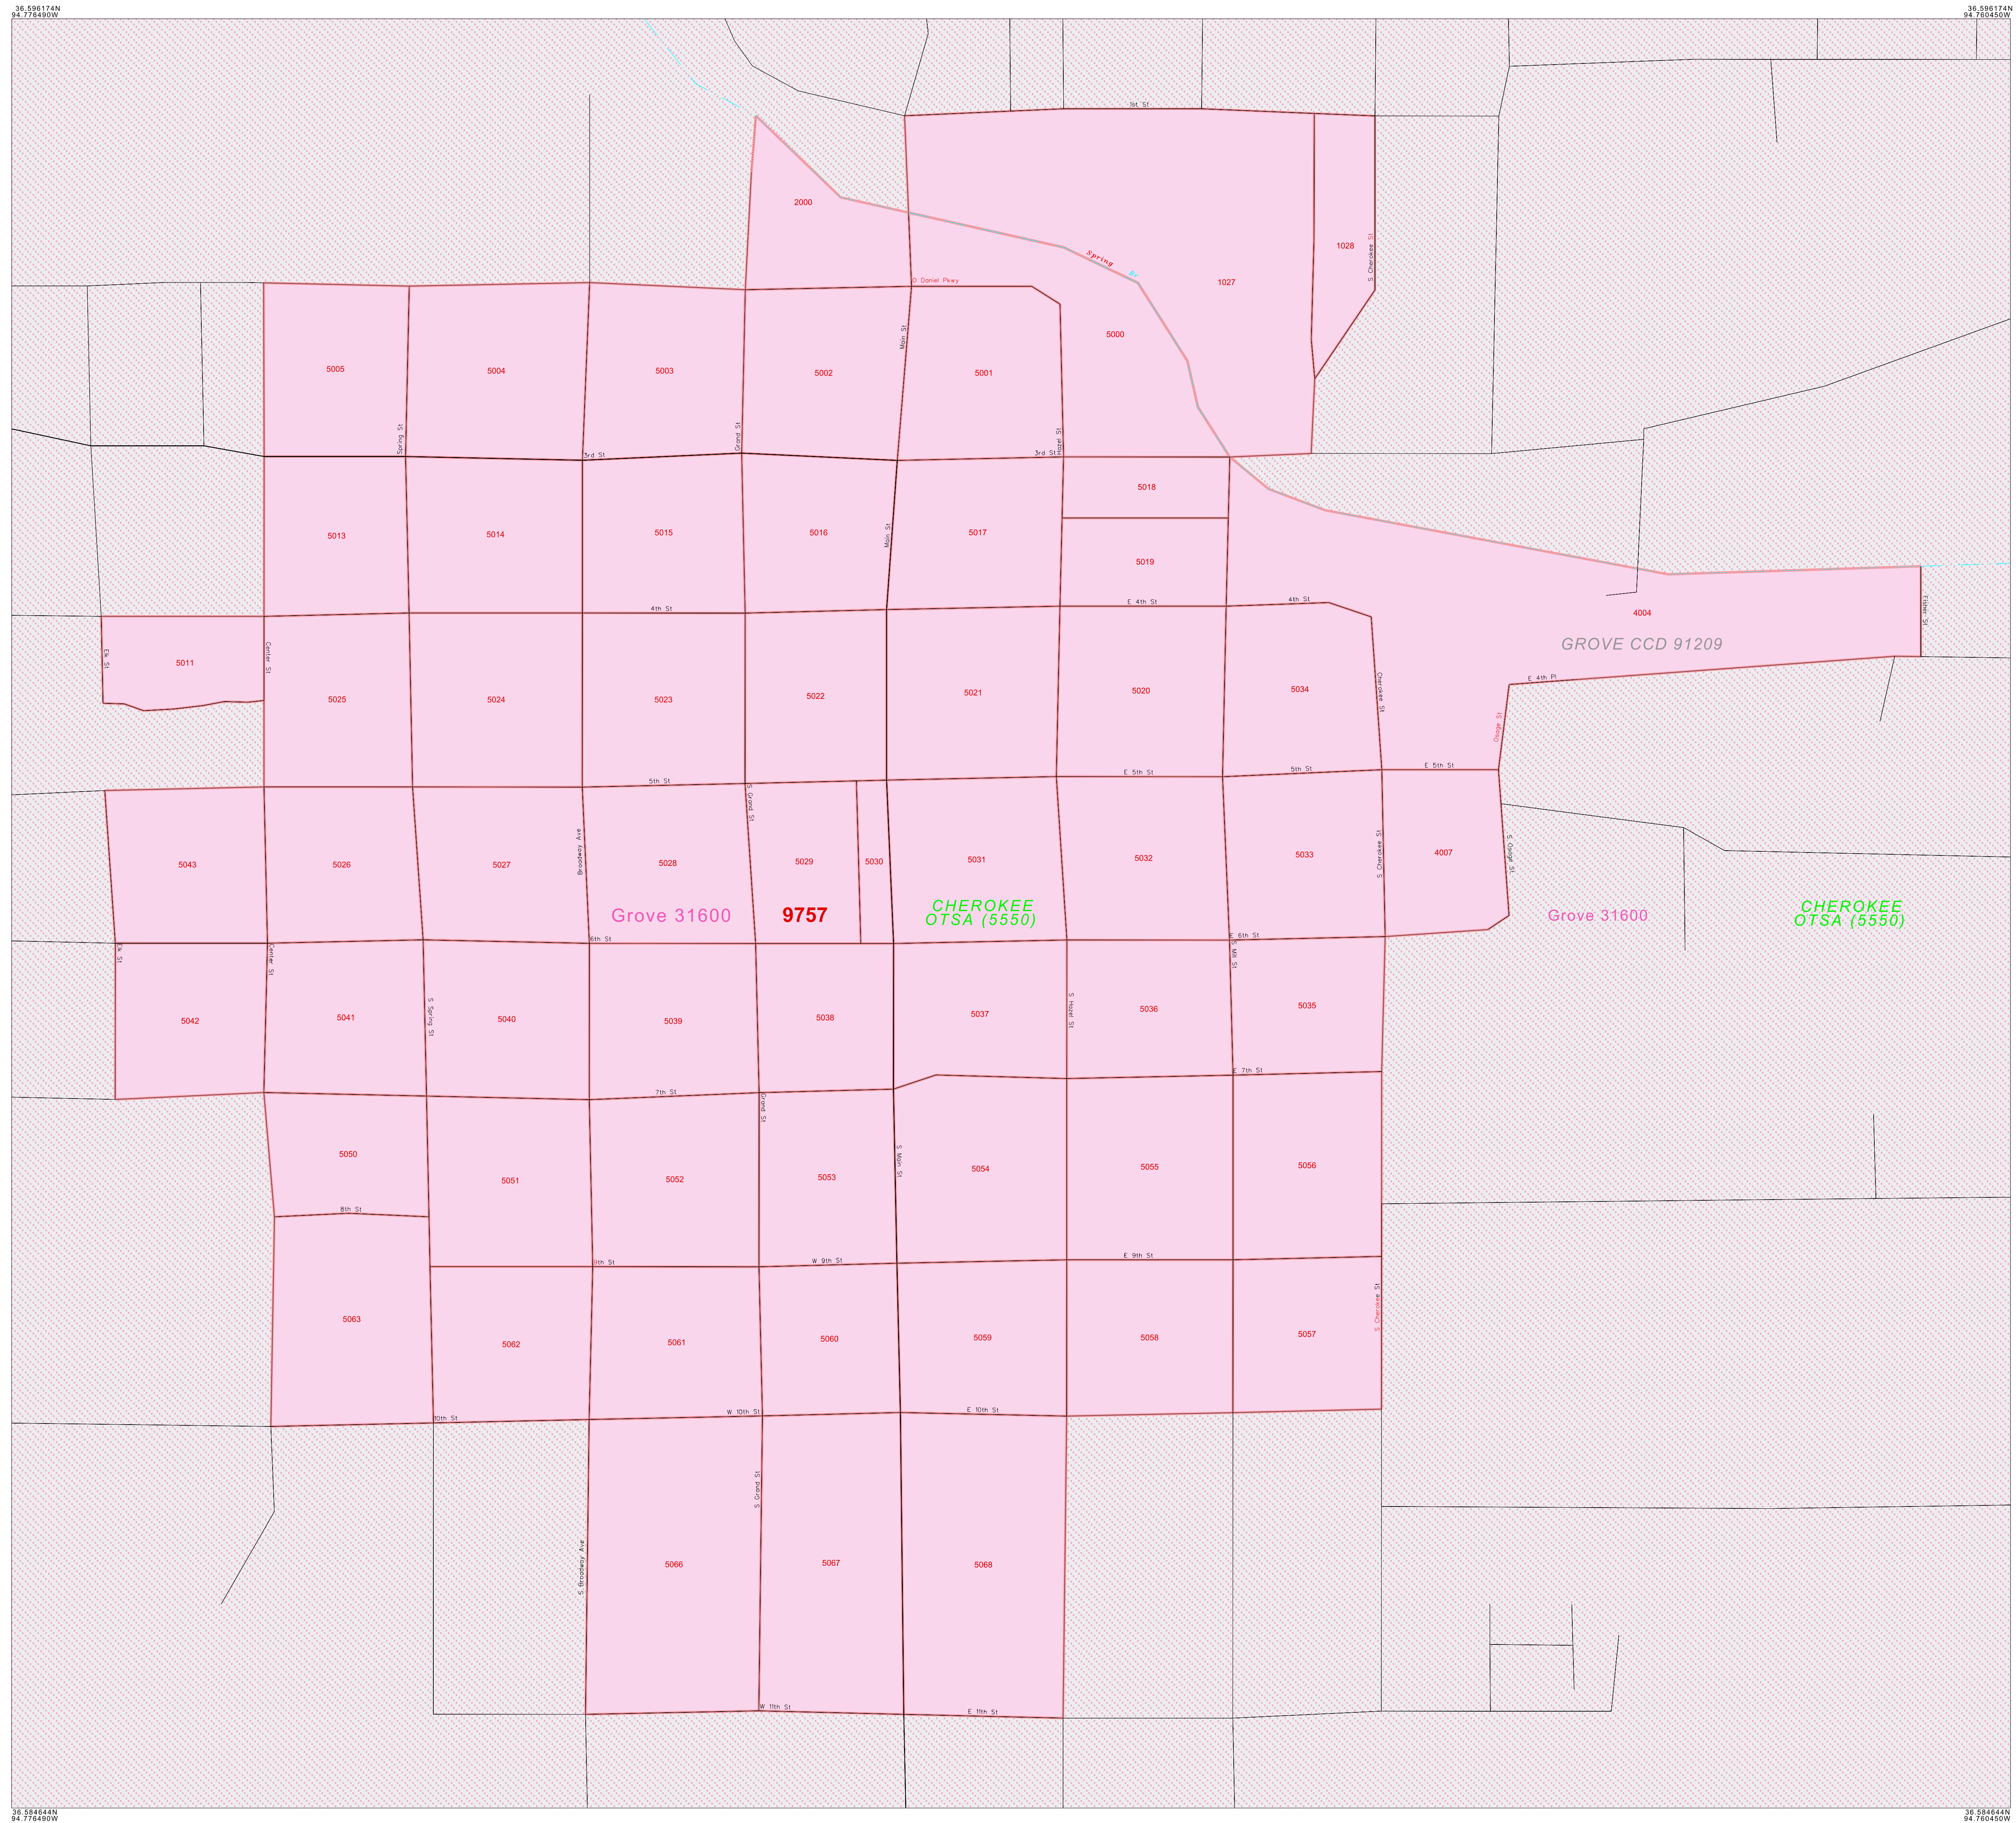 36.596174N
94.776490W
36.596174N
94.760450W
1st St
2000
S Cherokee St
1028
Spring
Br
1027
O Daniel Pkwy
Main St
5000
5005
5004
5003
5002
5001
Spring St
Grand St
Hazel St
3rd St
3rd St
5018
5013
5014
5015
5016
Main St
5017
5019
4th St
E 4th St
4th St
4004
Fisher St
GROVE CCD 91209
Elk St
5011
Center St
5025
5024
5023
5022
5021
5020
5034
Cherokee St
E 4th Pl
Osage St
5th St
E 5th St
5th St
E 5th St
S Grand St
5043
5026
5027
Broadway Ave
5028
5029
5030
5031
5032
5033
S Cherokee St
4007
S Osage St
Grove 31600
9757
CHEROKEE
OTSA (5550)
Grove 31600
CHEROKEE
OTSA (5550)
6th St
E 6th St
Elk St
Center St
S Mill St
5042
5041
S Spring St
5040
5039
5038
5037
S Hazel St
5036
5035
E 7th St
7th St
Grand St
5050
5051
5052
5053
S Main St
5054
5055
5056
8th St
9th St
W 9th St
E 9th St
5063
5062
5061
5060
5059
5058
5057
S Cherokee St
10th St
W 10th St
E 10th St
S Grand St
S Broadway Ave
5066
5067
5068
W 11th St
E 11th St
36.584644N
94.776490W
36.584644N
94.760450W